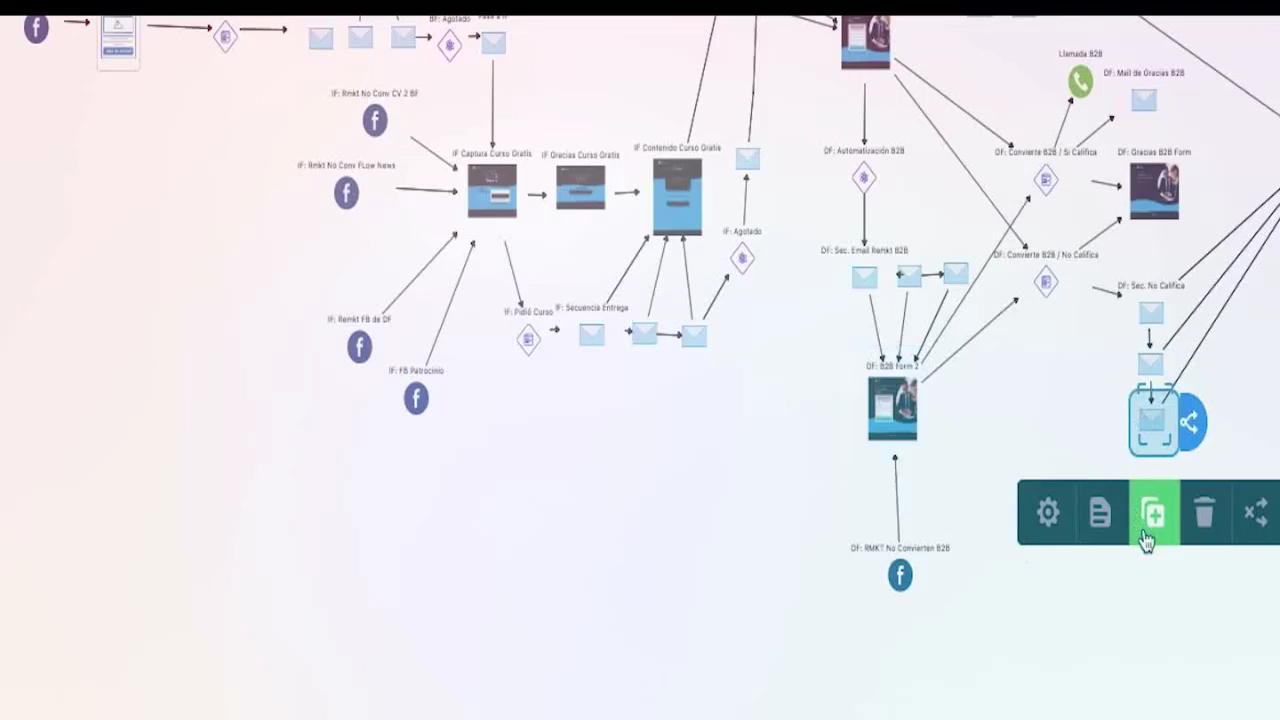 BF: Agotado
IF: Rmkt No Conv CV 2 BF
IF: Rmkt No Conv FLow News
IF Captura Curso Gratis
IF Gracias Curso Gratis
IF Contenido Curso Gratis
IF: Agotado
IF: Pidió Curso
IF: Secuencia Entrega
IF: Remkt FB de DF
IF: FB Patrocinio
Llamada B2B
DF: Mail de Gracias B2B
DF: Automatización B2B
DF: Convierte B2B / Si Califica
DF: Gracias B2B Form
DF: Sec. Email Remkt B2B
DF: Convierte B2B / No Califica
DF: Sec. No Califica
DF: B2B Form 2
DF: RMKT No Convierten B2B